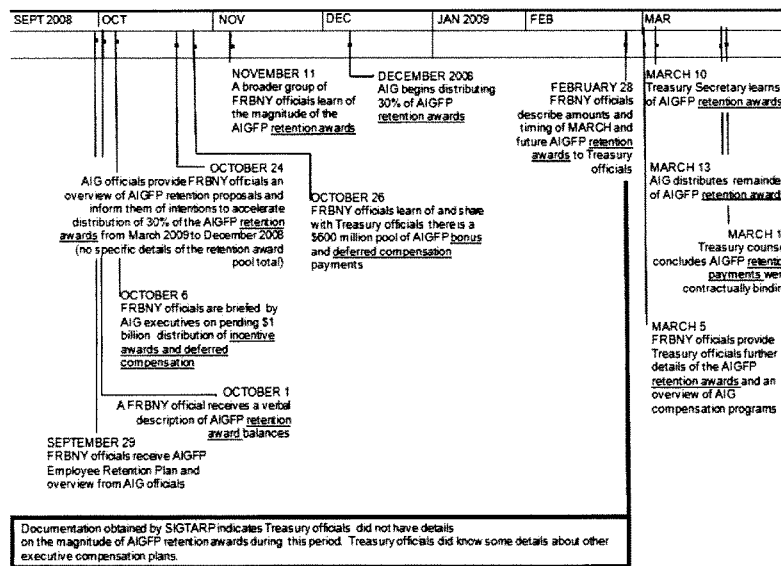 SEPT 2008 OCT NOV DEC JAN 2009 FEB MAR
NOVEMBER 11
A broader group of
FRBNY officials learn of
the magnitude of the
AIGFP retention awards
DECEMBER 2008
AIG begins distributing
30% of AIGFP
retention awards
FEBRUARY 28
FRBNY officials
describe amounts and
timing of MARCH and
future AIGFP retention
awards to Treasury
officials
MARCH 10
Treasury Secretary learns
of AIGFP retention awards
OCTOBER 24
AIG officials provide FRBNY officials an
overview of AIGFP retention proposals and
inform them of intentions to accelerate
distribution of 30% of the AIGFP retention
awards from March 2009 to December 2008
(no specific details of the retention award
pool total)
OCTOBER 26
FRBNY officials learn of and share
with Treasury officials there is a
$600 million pool of AIGFP bonus
and deferred compensation
payments
MARCH 13
AIG distributes remainde
of AIGFP retention award
MARCH 1
Treasury counse
concludes AIGFP retentio
payments wer
contractually bindin
OCTOBER 6
FRBNY officials are briefed by
AIG executives on pending $1
billion distribution of incentive
awards and deferred
compensation
MARCH 5
FRBNY officials provide
Treasury officials further
details of the AIGFP
retention awards and an
overview of AIG
compensation programs
OCTOBER 1
A FRBNY official receives a verbal
description of AIGFP retention
award balances
SEPTEMBER 29
FRBNY officials receive AIGFP
Employee Retention Plan and
overview from AIG officials
Documentation obtained by SIGTARP indicates Treasury officials did not have details
on the magnitude of AIGFP retention awards during this period. Treasury officials did know some details about other
executive compensation plans.